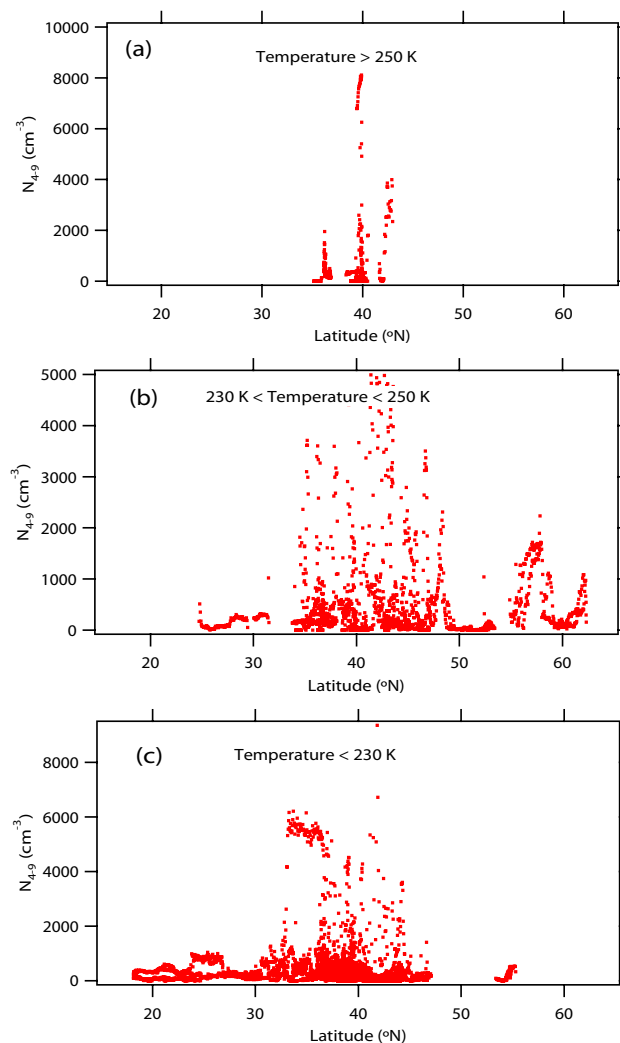 (a)
Temperature > 250 K
10000
8000
6000
4000
2000
0
N4-9 (cm-3)
20 30 40 50 60
Latitude (ºN)
(b)
230 K < Temperature < 250 K
5000
4000
3000
2000
1000
0
N4-9 (cm-3)
20 30 40 50 60
Latitude (ºN)
(c)
Temperature < 230 K
8000
6000
4000
2000
0
N4-9 (cm-3)
20 30 40 50 60
Latitude (ºN)